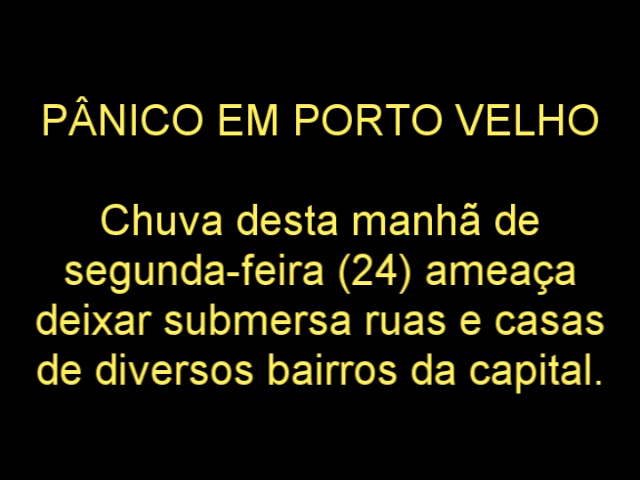 PÂNICO EM PORTO VELHO
Chuva desta manhã de
segunda-feira (24) ameaça
deixar submersa ruas e casas
de diversos bairros da capital.